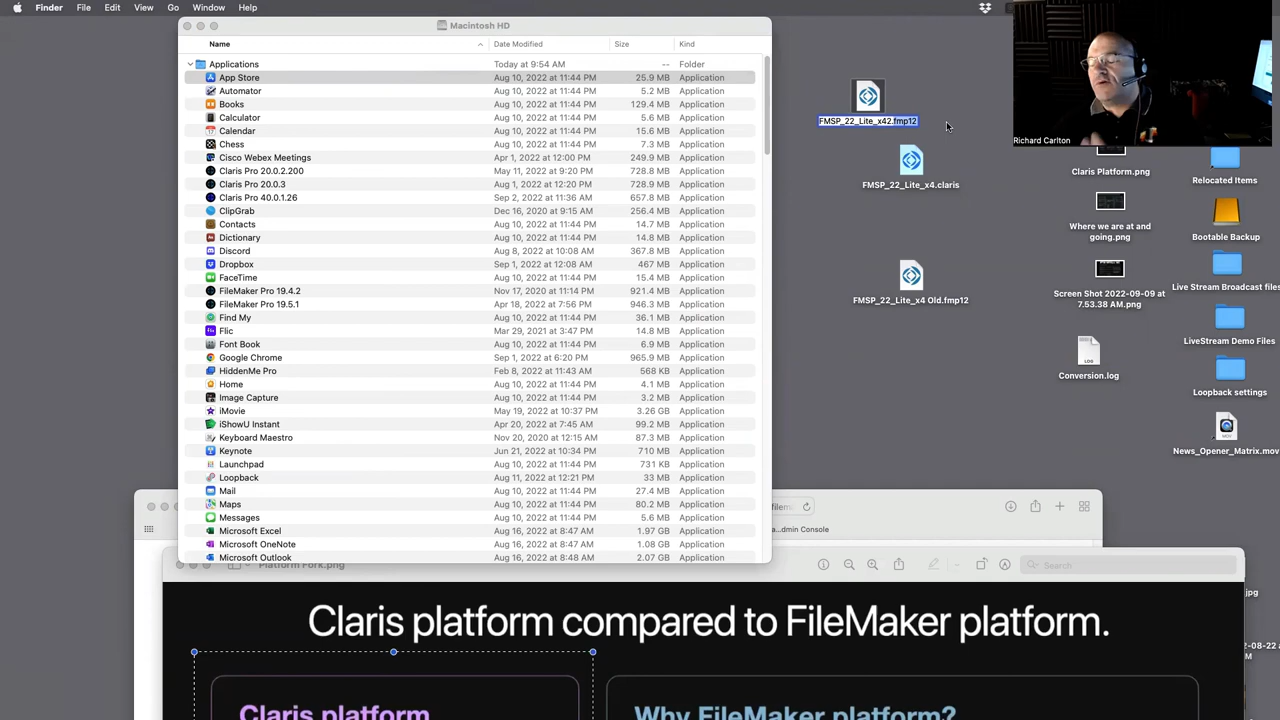 Finder File Edit View Go Window Help
Macintosh HD
Name Date Modified Size Kind
Applications Today at 9:54 AM -- Folder
App Store Aug 10, 2022 at 11:44 PM 25.9 MB Application
Automator Aug 10, 2022 at 11:44 PM 5.2 MB Application
Books Aug 10, 2022 at 11:44 PM 129.4 MB Application
Calculator Aug 10, 2022 at 11:44 PM 5.6 MB Application
Calendar Aug 10, 2022 at 11:44 PM 15.6 MB Application
Chess Aug 10, 2022 at 11:44 PM 7.3 MB Application
Cisco Webex Meetings Apr 1, 2022 at 12:00 PM 249.9 MB Application
Claris Pro 20.0.2.200 May 11, 2022 at 9:20 PM 728.8 MB Application
Claris Pro 20.0.3 Aug 1, 2022 at 12:20 PM 728.9 MB Application
Claris Pro 40.0.1.26 Sep 2, 2022 at 11:36 AM 657.8 MB Application
ClipGrab Dec 16, 2020 at 9:15 AM 256.4 MB Application
Contacts Aug 10, 2022 at 11:44 PM 14.7 MB Application
Dictionary Aug 10, 2022 at 11:44 PM 14.8 MB Application
Discord Aug 8, 2022 at 10:08 AM 367.8 MB Application
Dropbox Sep 1, 2022 at 12:08 AM 467 MB Application
FaceTime Aug 10, 2022 at 11:44 PM 15.4 MB Application
FileMaker Pro 19.4.2 Nov 17, 2020 at 11:44 PM 921.4 MB Application
FileMaker Pro 19.5.1 Apr 18, 2022 at 7:56 PM 946.3 MB Application
Find My Aug 10, 2022 at 11:44 PM 36.1 MB Application
Flic Mar 29, 2021 at 3:47 PM 14.8 MB Application
Font Book Aug 10, 2022 at 11:44 PM 6.9 MB Application
Google Chrome Sep 1, 2022 at 6:20 PM 965.9 MB Application
HiddenMe Pro Feb 8, 2022 at 11:43 AM 568 KB Application
Home Aug 10, 2022 at 11:44 PM 4.1 MB Application
Image Capture Aug 10, 2022 at 11:44 PM 3.2 MB Application
iMovie May 19, 2022 at 10:37 PM 3.26 GB Application
iShowU Instant Apr 20, 2022 at 7:45 AM 99.2 MB Application
Keyboard Maestro Nov 20, 2020 at 12:15 AM 87.3 MB Application
Keynote Jun 21, 2022 at 10:34 PM 710 MB Application
Launchpad Aug 10, 2022 at 11:44 PM 731 KB Application
Loopback Aug 11, 2022 at 12:21 PM 33 MB Application
Mail Aug 10, 2022 at 11:44 PM 27.4 MB Application
Maps Aug 10, 2022 at 11:44 PM 80.2 MB Application
Messages Aug 10, 2022 at 11:44 PM 5.6 MB Application
Microsoft Excel Aug 16, 2022 at 8:47 AM 1.97 GB Application
Microsoft OneNote Aug 16, 2022 at 8:47 AM 1.08 GB Application
Microsoft Outlook Aug 16, 2022 at 8:48 AM 2.07 GB Application
FMSP_22_Lite_x42.fmp12
FMSP_22_Lite_x4.claris
FMSP_22_Lite_x4 Old.fmp12
Richard Carlton
Claris Platform.png
Relocated Items
Where we are at and
going.png
Bootable Backup
Screen Shot 2022-09-09 at
7.53.38 AM.png
LOG
Conversion.log
Live Stream Broadcast files
LiveStream Demo Files
Loopback settings
MOV
News_Opener_Matrix.mov
filem
dmin Console
Platform Fork.png
Search
jpg
2-08-22 a
M
Claris platform compared to FileMaker platform.
Claris platform
Why FileMaker platform?